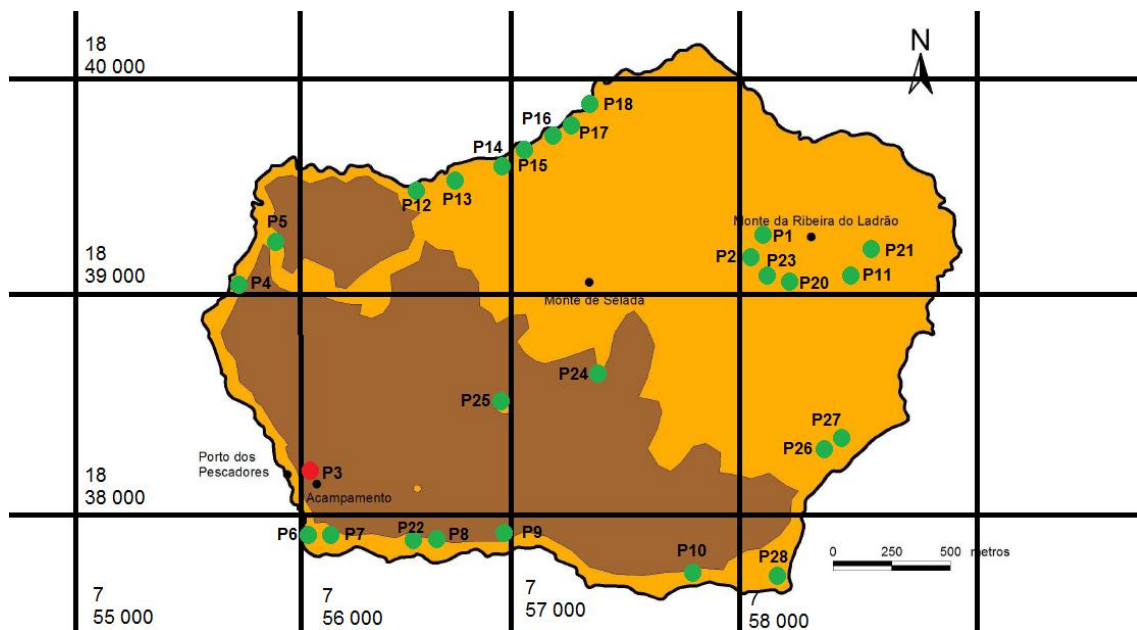 N
18
40 000
P18
P16
P17
P14
P15
P13
P12
P5
Monte da Ribeira do Ladrão
P1
P21
P2
P23
18
39 000
P4
P20
P11
Monte de Selada
P24
P25
P27
P26
Porto dos
Pescadores
P3
18
38 000
Acampamento
P6
P7
P22
P8
P9
P10
P28
0 250 500 metros
7
55 000
7
56 000
7
57 000
7
58 000